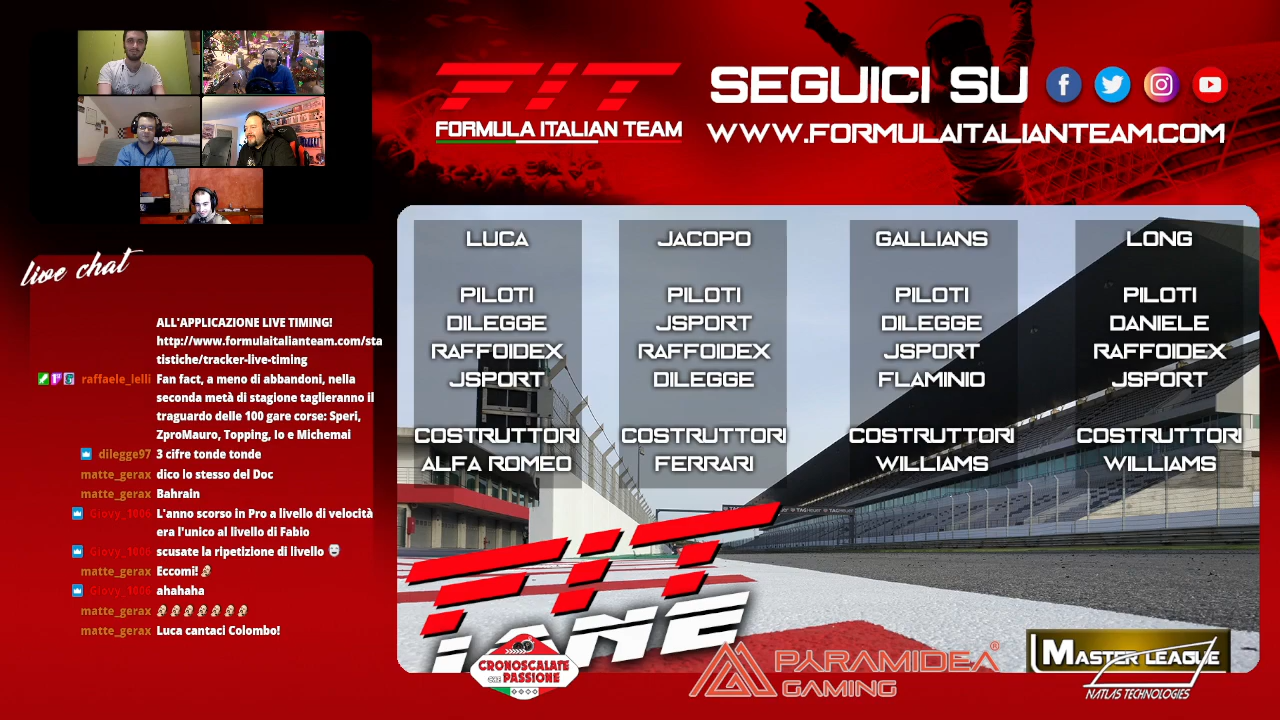 FIT
FORMULA ITALIAN TEAM
SEGUICI SU
WWW.FORMULAITALIANTEAM.COM
live chat
ALL'APPLICAZIONE LIVE TIMING!
http://www.formulaitalianteam.com/sta
tistiche/tracker-live-timing
raffaele_lelli Fan fact, a meno di abbandoni, nella
seconda metà di stagione taglieranno il
traguardo delle 100 gare corse: Speri,
ZproMauro, Topping, Io e Michemai
dilegge97 3 cifre tonde tonde
matte_gerax dico lo stesso del Doc
matte_gerax Bahrain
Giovy_1006 L'anno scorso in Pro a livello di velocità
era l'unico al livello di Fabio
Giovy_1006 scusate la ripetizione di livello
matte_gerax Eccomi!
Giovy_1006 ahahaha
matte_gerax
matte_gerax Luca cantaci Colombo!
LUCA
PILOTI
DILEGGE
RAFFOIDEX
JSPORT
COSTRUTTORI
ALFA ROMEO
JACOPO
PILOTI
JSPORT
RAFFOIDEX
DILEGGE
COSTRUTTORI
FERRARI
GALLIANS
PILOTI
DILEGGE
JSPORT
FLAMINIO
COSTRUTTORI
WILLIAMS
LONG
PILOTI
DANIELE
RAFFOIDEX
JSPORT
COSTRUTTORI
WILLIAMS
FIT
CRONOSCALATE
CHE
PASSIONE
PARAMIDEA®
GAMING
MASTER LEAGUE
NATLAS TECHNOLOGIES